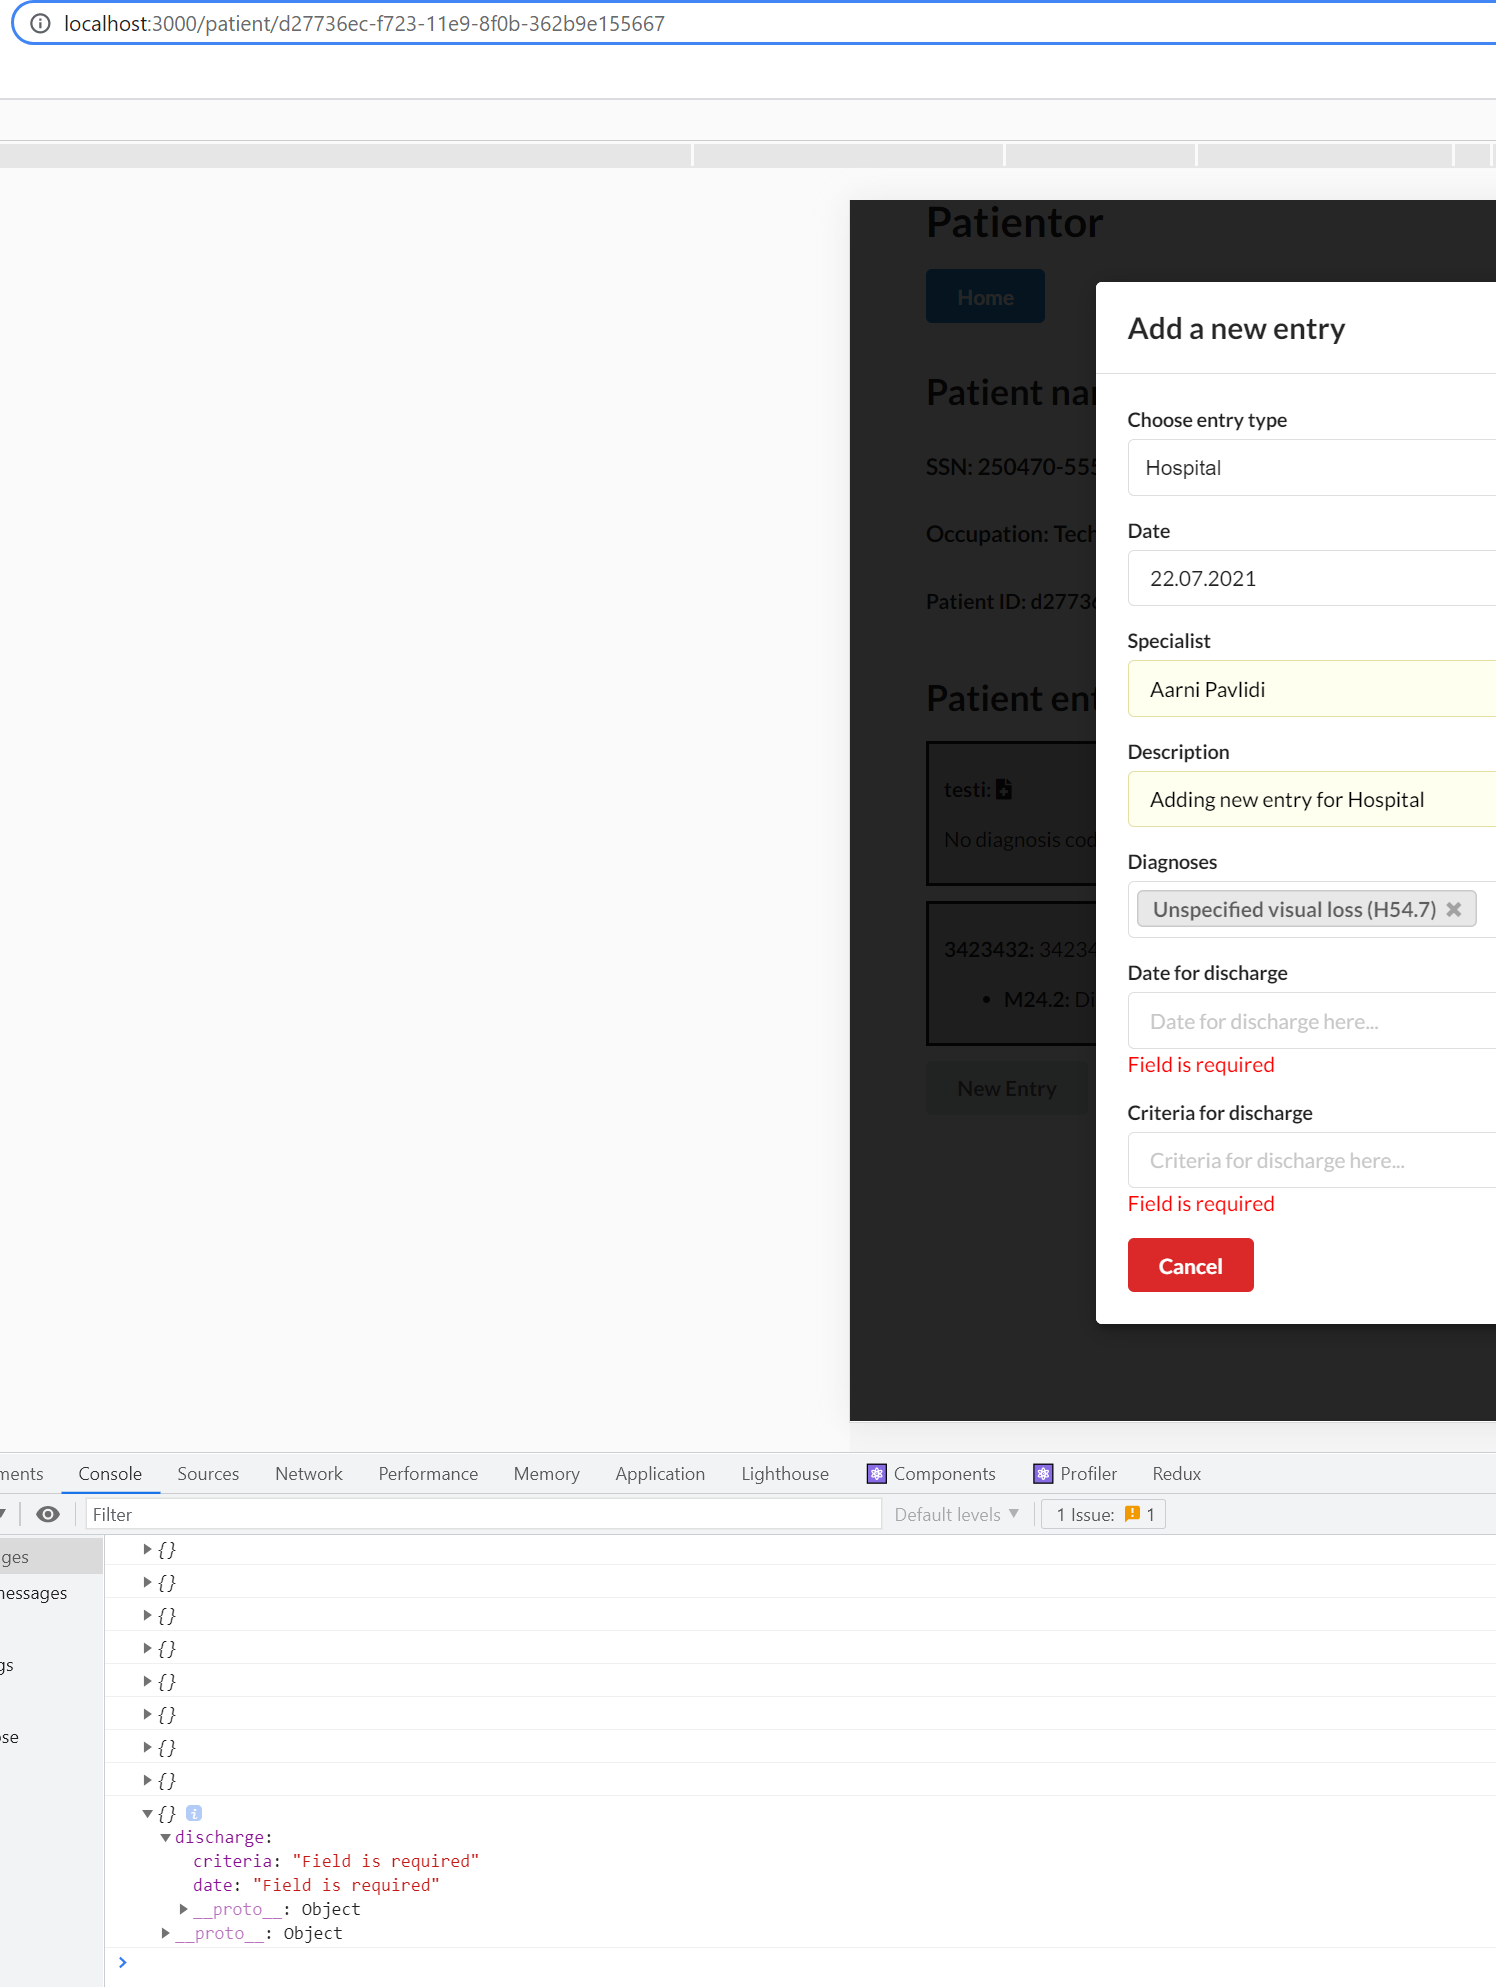 localhost:3000/patient/d27736ec-f723-11e9-8f0b-362b9e155667
Patientor
Home
Add a new entry
Patient nar
Choose entry type
Hospital
SSN: 250470-555
Date
Occupation: Tech
22.07.2021
Patient ID: d2773
Specialist
Aarni Pavlidi
Patient ent
Description
testi:
Adding new entry for Hospital
No diagnosis cod
Diagnoses
Unspecified visual loss (H54.7)
3423432: 34234
Date for discharge
M24.2: Di
Date for discharge here...
Field is required
New Entry
Criteria for discharge
Criteria for discharge here...
Field is required
Cancel
ments Console Sources Network Performance Memory Application Lighthouse Components Profiler Redux
Filter Default levels 1 Issue: 1
ges
messages
gs
ose
{}
{}
{}
{}
{}
{}
{}
{}
{}
discharge:
criteria: "Field is required"
date: "Field is required"
__proto__: Object
__proto__: Object